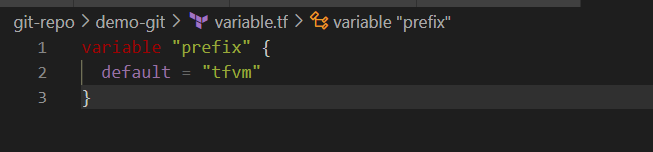 git-repo > demo-git > variable.tf > variable "prefix"
1 variable "prefix" {
2 default = "tfvm"
3 }